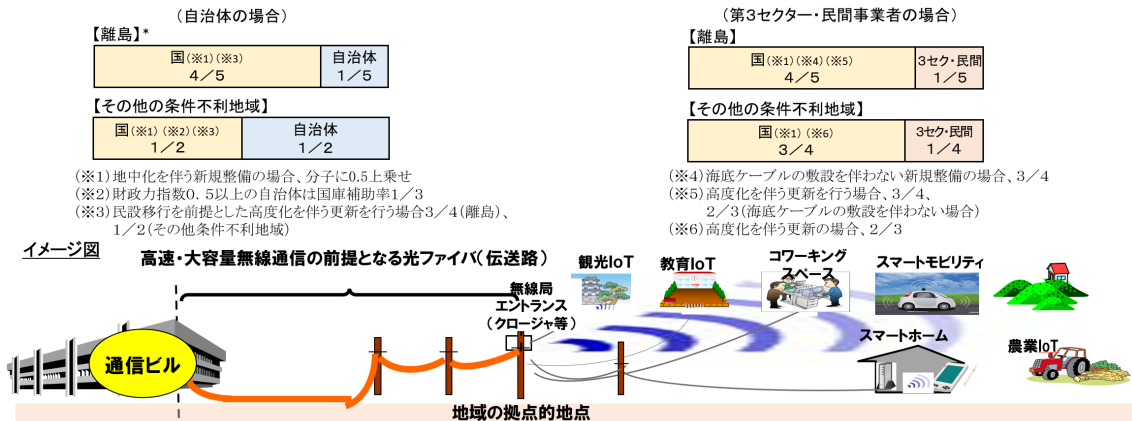 （自治体の場合）
【離島】*
国（※1）（※3）
4／5
自治体
1／5
【その他の条件不利地域】
国（※1）（※2）（※3）
1／2
自治体
1／2
（※1）地中化を伴う新規整備の場合、分子に0.5上乗せ
（※2）財政力指数０．５以上の自治体は国庫補助率1／3
（※3）民設移行を前提とした高度化を伴う更新を行う場合3／4（離島）、
1／2（その他条件不利地域）
（第３セクター・民間事業者の場合）
【離島】
国（※1）（※4）（※5）
4／5
3セク・民間
1／5
【その他の条件不利地域】
国（※1）（※6）
3／4
3セク・民間
1／4
（※4）海底ケーブルの敷設を伴わない新規整備の場合、3／4
（※5）高度化を伴う更新を行う場合、3／4、
2／3（海底ケーブルの敷設を伴わない場合）
（※6）高度化を伴う更新の場合、2／3
イメージ図
高速・大容量無線通信の前提となる光ファイバ（伝送路）
無線局
エントランス
（クロージャ等）
観光IoT
教育IoT
コワーキング
スペース
スマートモビリティ
スマートホーム
農業IoT
通信ビル
地域の拠点的地点